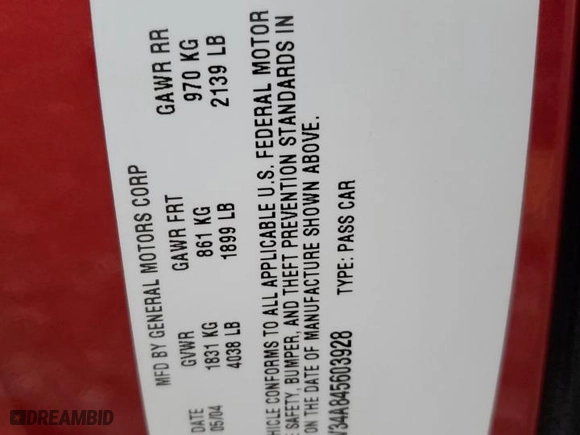 MFD BY GENERAL MOTORS CORP
DATE GVWR GAWR FRT GAWR RR
05/04 1831 KG 861 KG 970 KG
4038 LB 1899 LB 2139 LB
HICLE CONFORMS TO ALL APPLICABLE U.S. FEDERAL MOTOR
E SAFETY, BUMPER, AND THEFT PREVENTION STANDARDS IN
ON THE DATE OF MANUFACTURE SHOWN ABOVE.
V34A845603928 TYPE: PASS CAR
DREAMBID